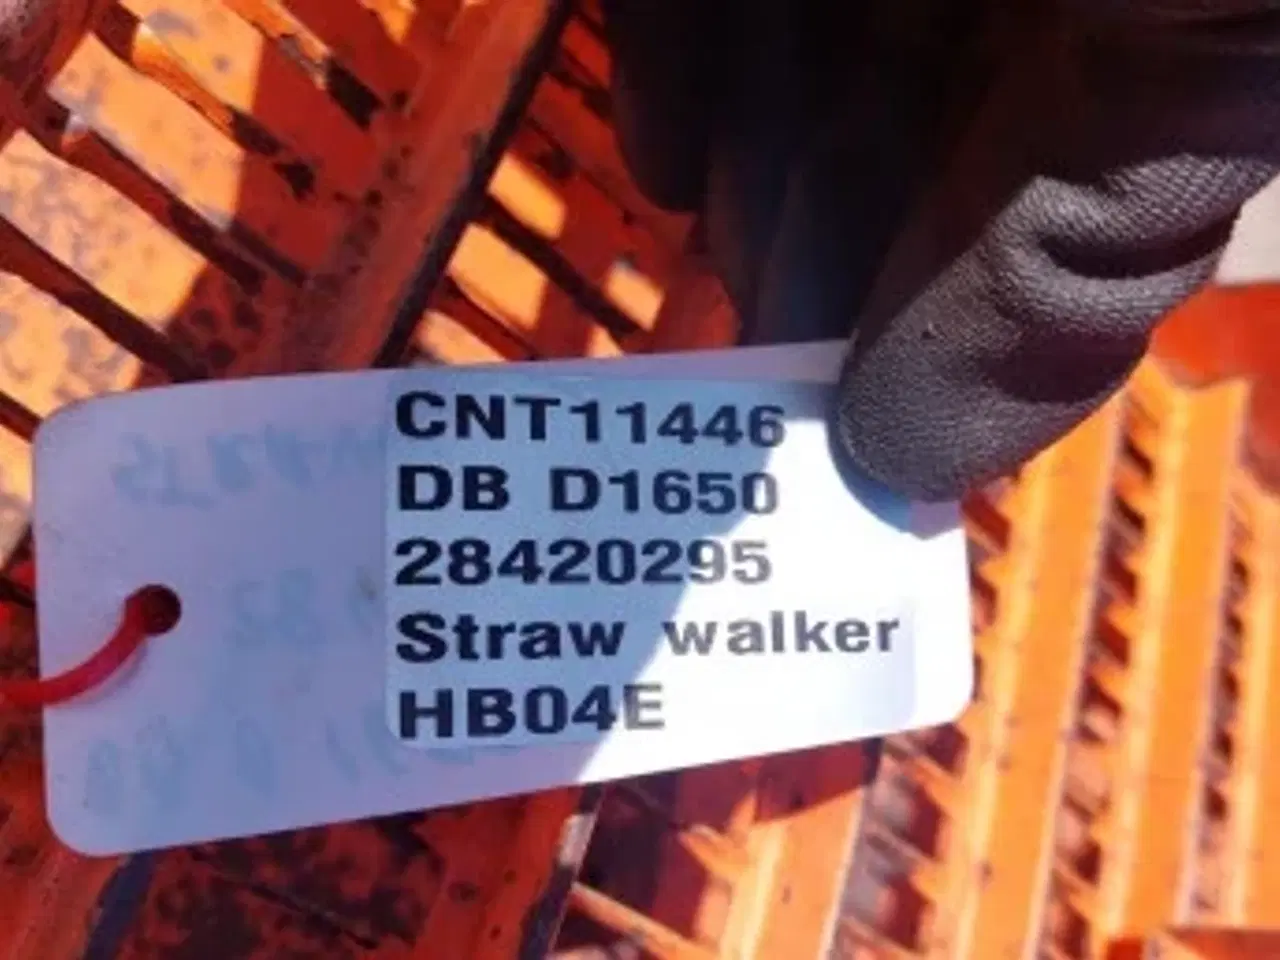 CNT11446
DB D1650
28420295
Straw walker
HB04E